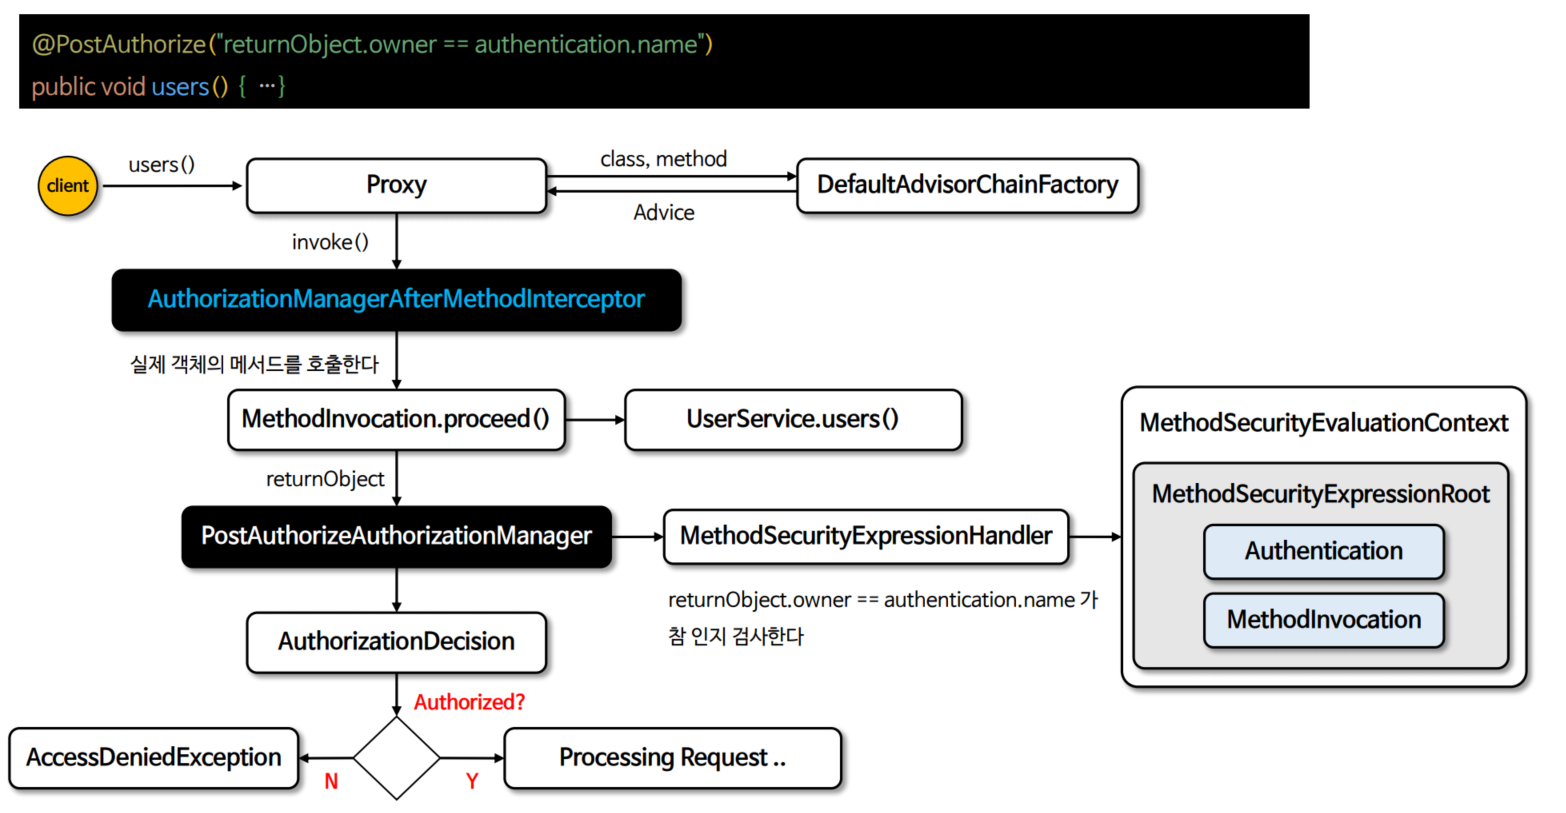 @PostAuthorize("returnObject.owner == authentication.name")
public void users() { ···}
client
users()
Proxy
class, method
Advice
DefaultAdvisorChainFactory
invoke()
AuthorizationManagerAfterMethodInterceptor
실제 객체의 메서드를 호출한다
MethodInvocation.proceed()
UserService.users()
returnObject
PostAuthorizeAuthorizationManager
MethodSecurityExpressionHandler
returnObject.owner == authentication.name 가
참 인지 검사한다
MethodSecurityEvaluationContext
MethodSecurityExpressionRoot
Authentication
MethodInvocation
AuthorizationDecision
Authorized?
AccessDeniedException
N
Y
Processing Request ..